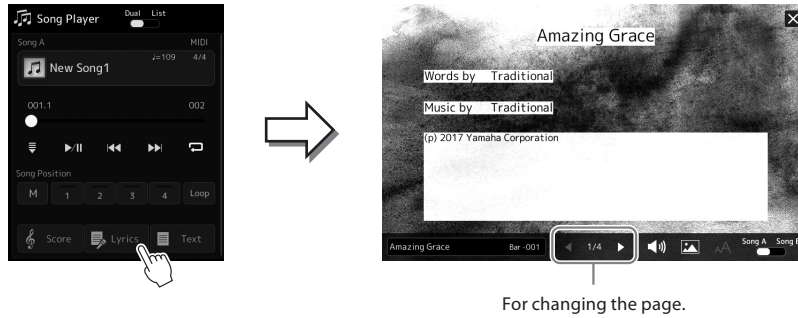 Song Player
Dual List
Song A MIDI
New Song1 ♩=109 4/4
001.1 002
Song Position
M 1 2 3 4 Loop
Score Lyrics Text
Amazing Grace
Words by Traditional
Music by Traditional
(p) 2017 Yamaha Corporation
Amazing Grace Bar -001 1/4 AA Song A Song B
For changing the page.